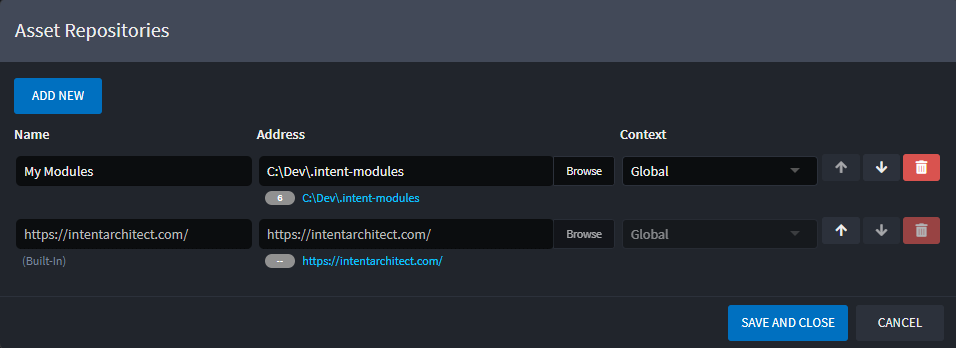 Asset Repositories
ADD NEW
Name Address Context
My Modules C:\Dev\.intent-modules Browse Global
6 C:\Dev\.intent-modules
https://intentarchitect.com/ https://intentarchitect.com/ Browse Global
(Built-In) -- https://intentarchitect.com/
SAVE AND CLOSE CANCEL